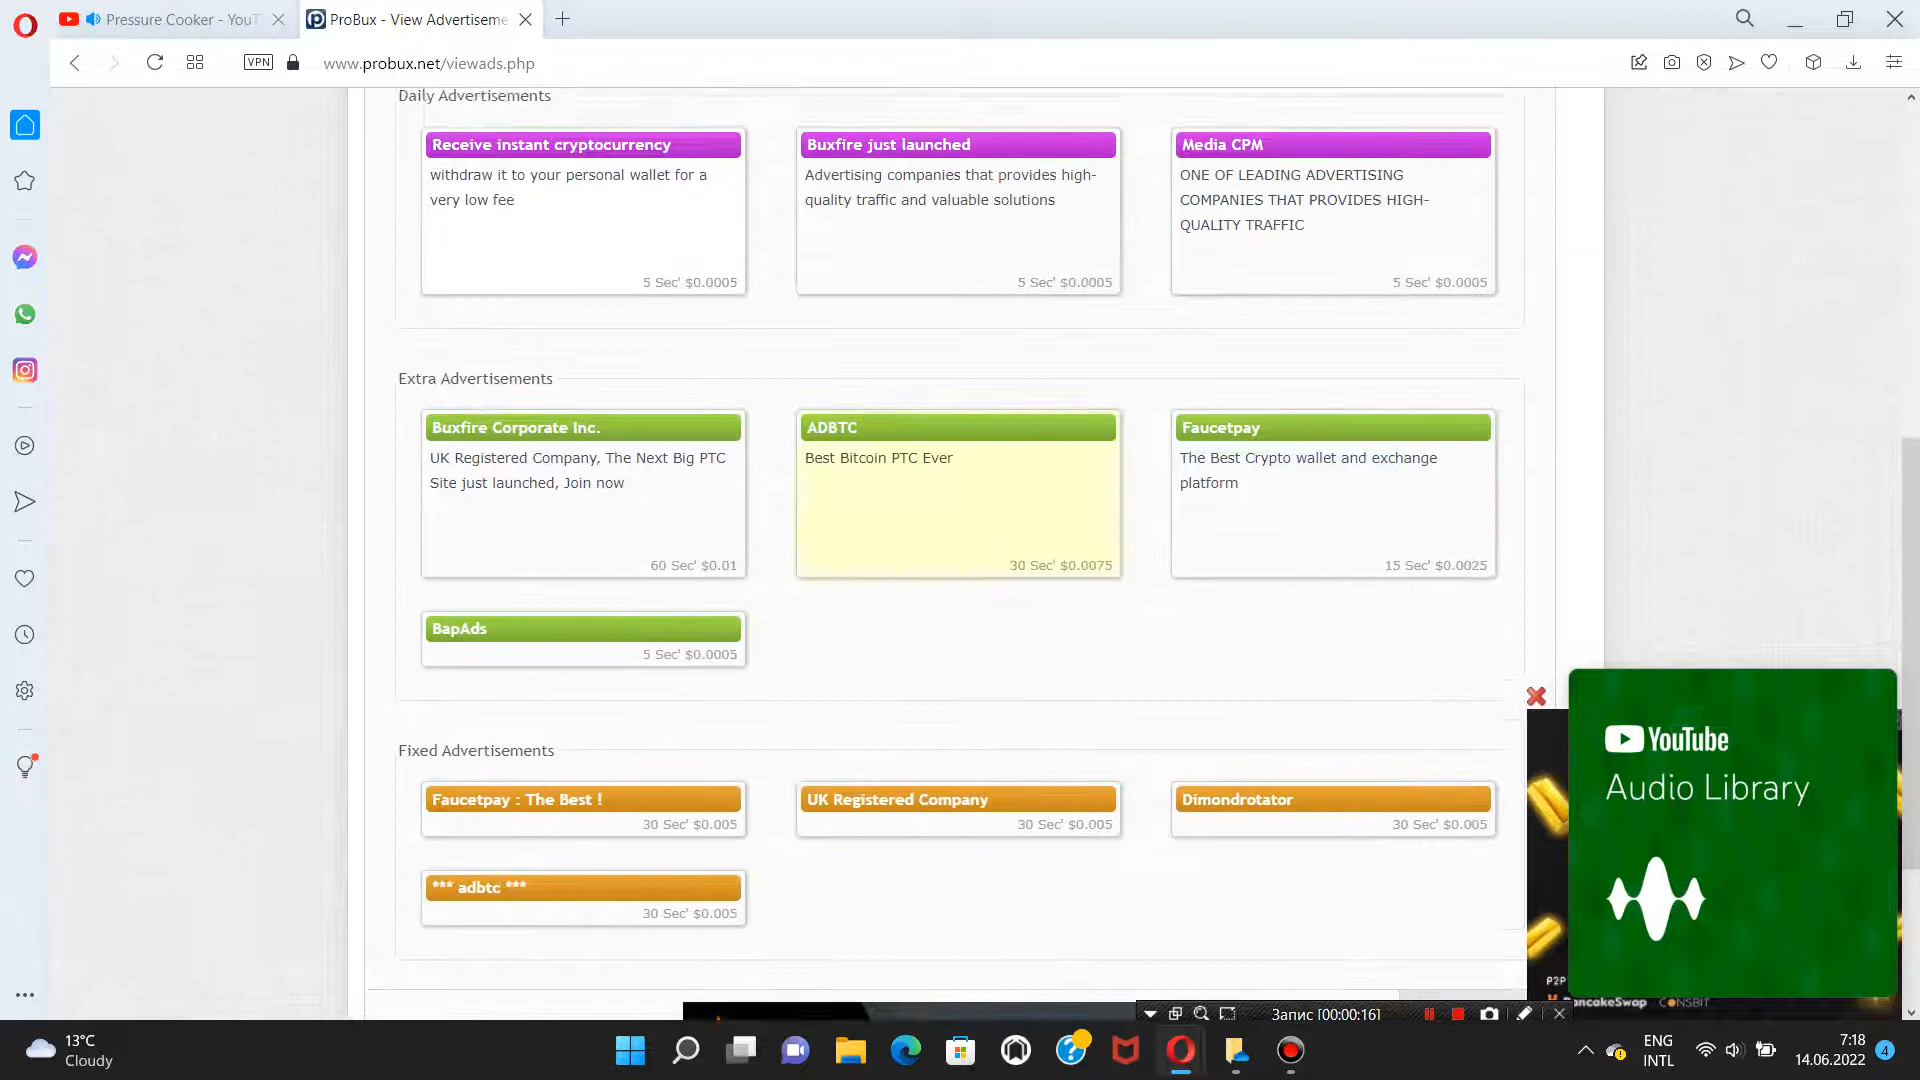 Pressure Cooker - YouT
ProBux - View Advertiseme
VPN
www.probux.net/viewads.php
Daily Advertisements
Receive instant cryptocurrency
withdraw it to your personal wallet for a
very low fee
5 Sec' $0.0005
Buxfire just launched
Advertising companies that provides high-
quality traffic and valuable solutions
5 Sec' $0.0005
Media CPM
ONE OF LEADING ADVERTISING
COMPANIES THAT PROVIDES HIGH-
QUALITY TRAFFIC
5 Sec' $0.0005
Extra Advertisements
Buxfire Corporate Inc.
UK Registered Company, The Next Big PTC
Site just launched, Join now
60 Sec' $0.01
ADBTC
Best Bitcoin PTC Ever
30 Sec' $0.0075
Faucetpay
The Best Crypto wallet and exchange
platform
15 Sec' $0.0025
BapAds
5 Sec' $0.0005
Fixed Advertisements
Faucetpay : The Best !
30 Sec' $0.005
UK Registered Company
30 Sec' $0.005
Dimondrotator
30 Sec' $0.005
*** adbtc ***
30 Sec' $0.005
YouTube
Audio Library
P2P
PancakeSwap
Запис [00:00:16]
13°C
Cloudy
ENG
INTL
7:18
14.06.2022
4